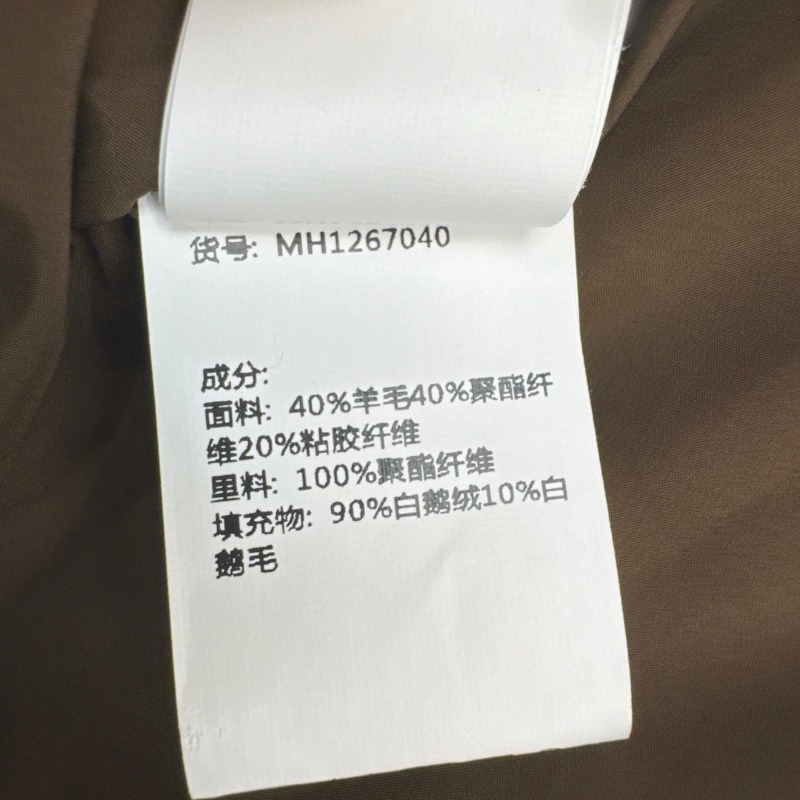 货号: MH1267040
成分:
面料: 40%羊毛40%聚酯纤
维20%粘胶纤维
里料: 100%聚酯纤维
填充物: 90%白鹅绒10%白
鹅毛